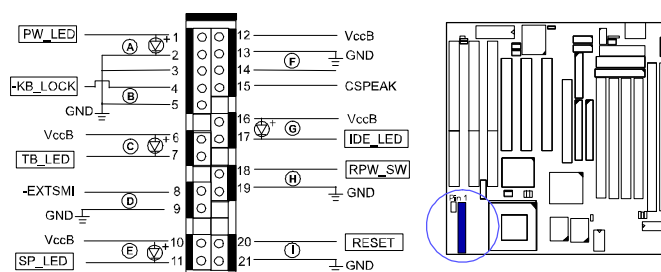 PW_LED 1 12 VccB
A + 2 13 GND
3 14 F
-KB_LOCK 4 15 CSPEAK
B 5
GND
16 VccB
VccB 6 + G
C + 17 IDE_LED
TB_LED 7
18 RPW_SW
-EXTSMI 8 H
D 19 GND
GND 9
VccB 10 20 RESET
E + I
SP_LED 11 21 GND
Pin 1